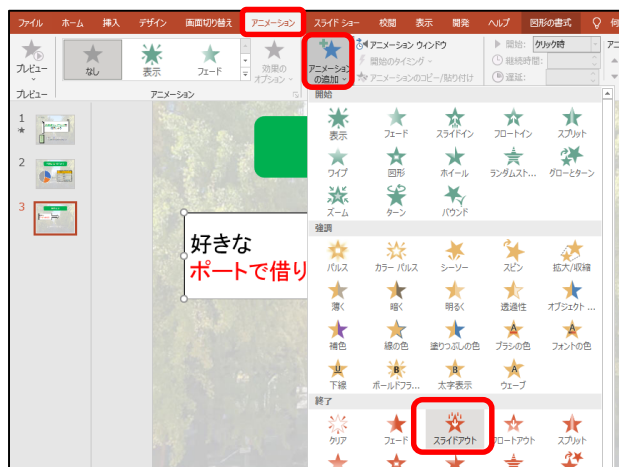 ファイル ホーム 挿入 デザイン 画面切り替え アニメーション スライド ショー 校閲 表示 開発 ヘルプ 図形の書式 何
プレビュー なし 表示 フェード 効果の オプション アニメーション の追加 アニメーション ウィンドウ 開始: クリック時
開始のタイミング 継続時間:
アニメーションのコピー/貼り付け 遅延:
プレビュー アニメーション
開始
表示 フェード スライドイン フロートイン スプリット
ワイプ 図形 ホイール ランダムスト... グローとターン
ズーム ターン バウンド
強調
パルス カラー パルス シーソー スピン 拡大/収縮
薄く 暗く 明るく 透過性 オブジェクト ...
補色 線の色 塗りつぶしの色 ブラシの色 フォントの色
下線 ボールドフラ... 太字表示 ウェーブ
終了
クリア フェード スライドアウト フロートアウト スプリット
1
2
3
好きな
ポートで借り